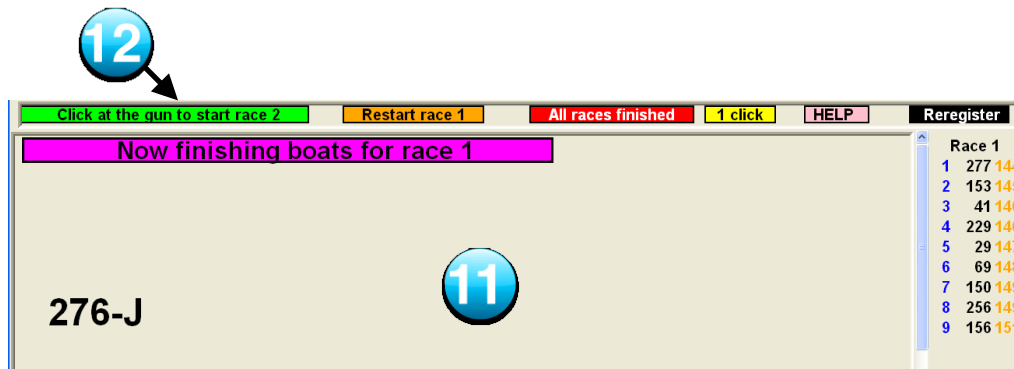 12
Click at the gun to start race 2 Restart race 1 All races finished 1 click HELP Reregister
Now finishing boats for race 1
276-J
11
Race 1
1 277
2 153
3 41
4 229
5 29
6 69
7 150
8 256
9 156